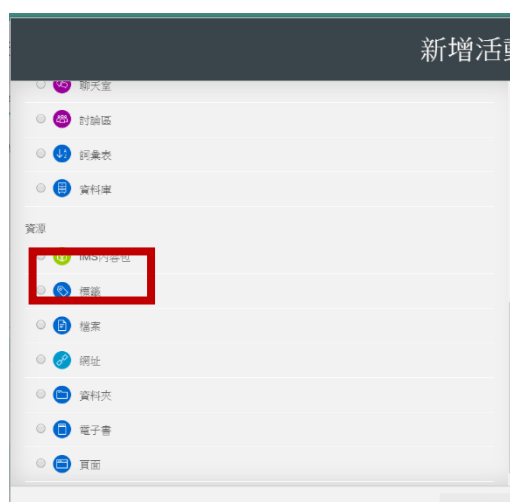 新增活動
聊天室
討論區
詞彙表
資料庫
資源
IMS內容包
標籤
檔案
網址
資料夾
電子書
頁面